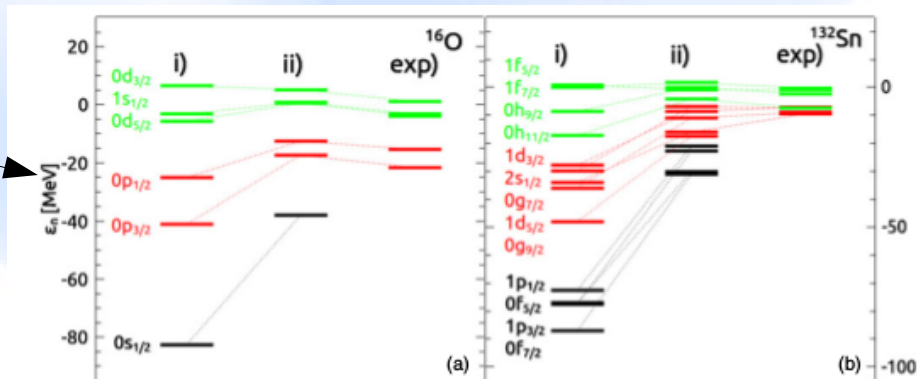 20
0
-20
-40
-60
-80
εₙ [MeV]
¹⁶O
i)
ii)
exp)
0d₃/₂
1s₁/₂
0d₅/₂
0p₁/₂
0p₃/₂
0s₁/₂
(a)
¹³²Sn
i)
ii)
exp)
1f₅/₂
1f₇/₂
0h₉/₂
0h₁₁/₂
1d₃/₂
2s₁/₂
0g₇/₂
1d₅/₂
0g₉/₂
1p₁/₂
0f₅/₂
1p₃/₂
0f₇/₂
(b)
0
-50
-100